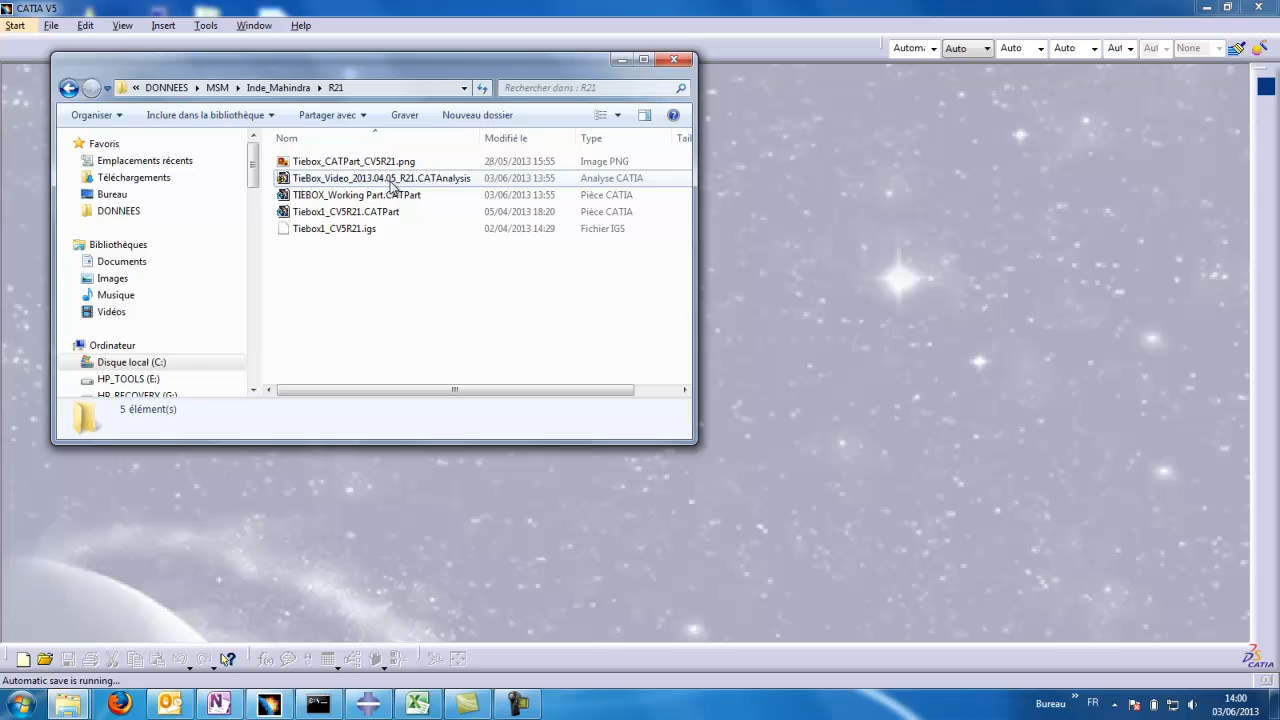 CATIA V5
Start File Edit View Insert Tools Window Help
Autom: Auto Auto Auto Aut Aut None
« DONNEES MSM Inde_Mahindra R21 Rechercher dans : R21
Organiser Inclure dans la bibliothèque Partager avec Graver Nouveau dossier
Nom Modifié le Type Tail
Favoris
Emplacements récents
Téléchargements
Bureau
DONNEES
Bibliothèques
Documents
Images
Musique
Vidéos
Ordinateur
Disque local (C:)
HP_TOOLS (E:)
HP_RECOVERY (G:)
Tiebox_CATPart_CV5R21.png 28/05/2013 15:55 Image PNG
TieBox_Video_2013.04.05_R21.CATAnalysis 03/06/2013 13:55 Analyse CATIA
TIEBOX_Working Part.CATPart 03/06/2013 13:55 Pièce CATIA
Tiebox1_CV5R21.CATPart 05/04/2013 18:20 Pièce CATIA
Tiebox1_CV5R21.igs 02/04/2013 14:29 Fichier IGS
5 élément(s)
CATIA
Automatic save is running...
Bureau » FR 14:00
03/06/2013